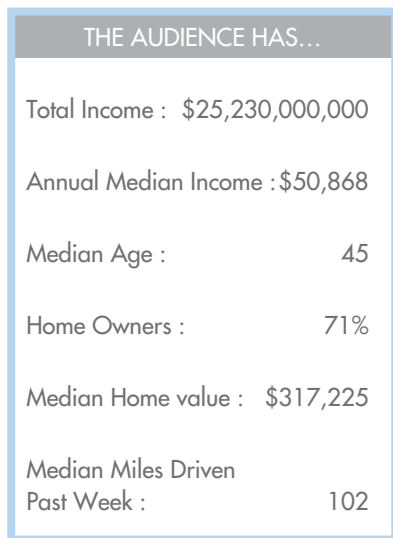 THE AUDIENCE HAS...
Total Income : $25,230,000,000
Annual Median Income : $50,868
Median Age : 45
Home Owners : 71%
Median Home value : $317,225
Median Miles Driven
Past Week : 102